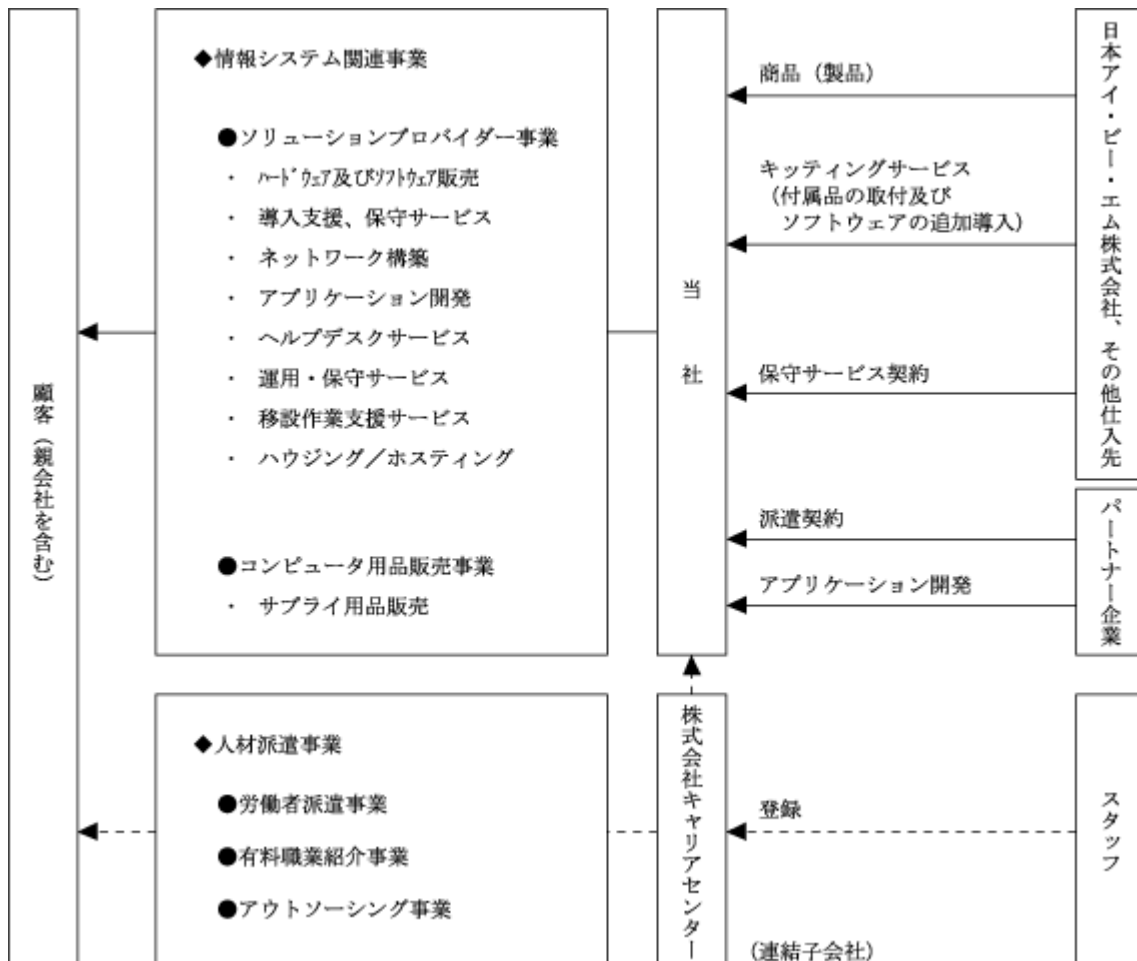 ◆情報システム関連事業
●ソリューションプロバイダー事業
・ ﾊｰﾄﾞｳｪｱ及びｿﾌﾄｳｪｱ販売
・ 導入支援、保守サービス
・ ネットワーク構築
・ アプリケーション開発
・ ヘルプデスクサービス
・ 運用・保守サービス
・ 移設作業支援サービス
・ ハウジング／ホスティング
●コンピュータ用品販売事業
・ サプライ用品販売
顧客（親会社を含む）
当社
商品（製品）
キッティングサービス
（付属品の取付及び
ソフトウェアの追加導入）
保守サービス契約
日本アイ・ビー・エム株式会社、その他仕入先
派遣契約
アプリケーション開発
パートナー企業
◆人材派遣事業
●労働者派遣事業
●有料職業紹介事業
●アウトソーシング事業
株式会社キャリアセンター
登録
（連結子会社）
スタッフ